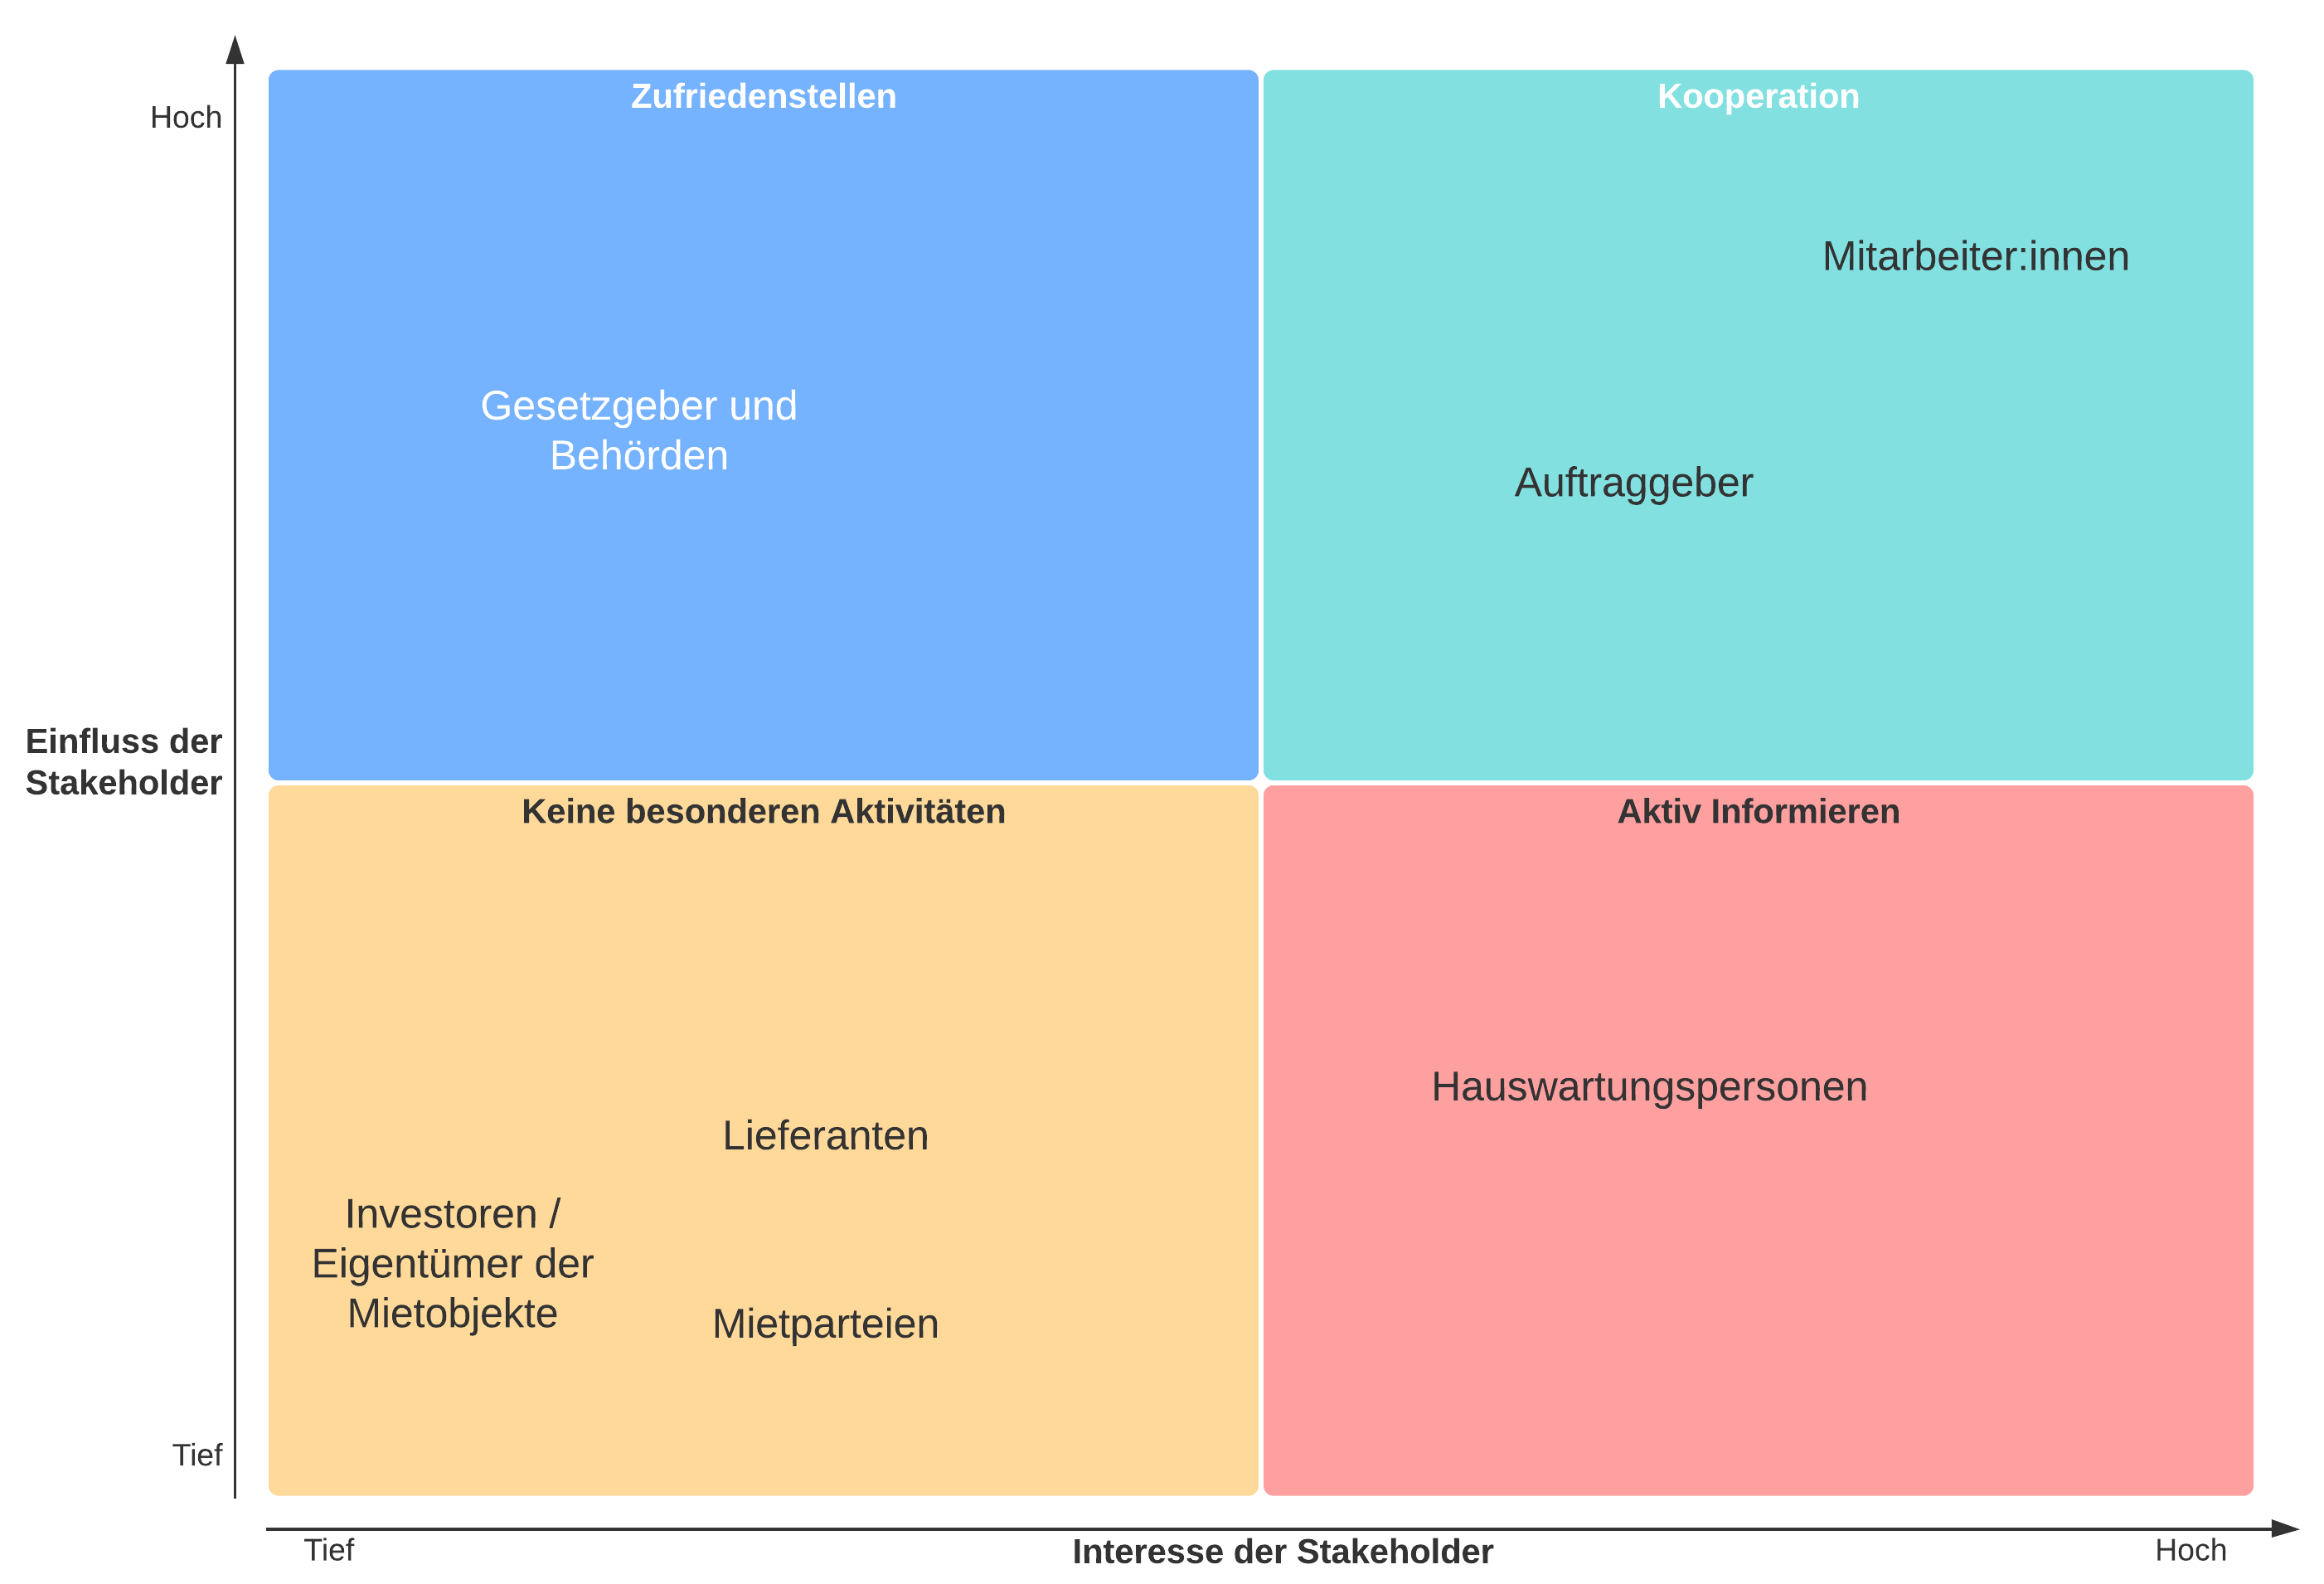 Hoch
Zufriedenstellen
Kooperation
Mitarbeiter:innen
Gesetzgeber und
Behörden
Auftraggeber
Einfluss der
Stakeholder
Keine besonderen Aktivitäten
Aktiv Informieren
Hauswartungspersonen
Lieferanten
Investoren /
Eigentümer der
Mietobjekte
Mietparteien
Tief
Tief
Interesse der Stakeholder
Hoch